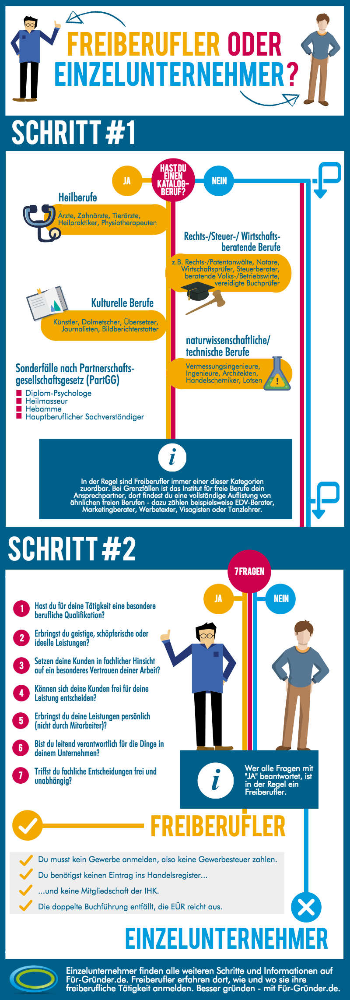 FREIBERUFLER ODER
EINZELUNTERNEHMER?
SCHRITT #1
JA
HAST DU
EINEN
KATALOG-
BERUF?
NEIN
Heilberufe
Ärzte, Zahnärzte, Tierärzte,
Heilpraktiker, Physiotherapeuten
Rechts-/Steuer-/ Wirtschafts-
beratende Berufe
z.B. Rechts-/Patentanwälte, Notare,
Wirtschaftsprüfer, Steuerberater,
beratende Volks-/Betriebswirte,
vereidigte Buchprüfer
Kulturelle Berufe
Künstler, Dolmetscher, Übersetzer,
Journalisten, Bildberichterstatter
naturwissenschaftliche/
technische Berufe
Vermessungsingenieure,
Ingenieure, Architekten,
Handelschemiker, Lotsen
!
Sonderfälle nach Partnerschafts-
gesellschaftsgesetz (PartGG)
Diplom-Psychologe
Heilmasseur
Hebamme
Hauptberuflicher Sachverständiger
i
In der Regel sind Freiberufler immer einer dieser Kategorien
zuordbar. Bei Grenzfällen ist das Institut für freie Berufe dein
Ansprechpartner, dort findest du eine vollständige Auflistung von
ähnlichen freien Berufen - dazu zählen beispielsweise EDV-Berater,
Marketingberater, Werbetexter, Visagisten oder Tanzlehrer.
SCHRITT #2
7 FRAGEN
JA
NEIN
1 Hast du für deine Tätigkeit eine besondere
berufliche Qualifikation?
2 Erbringst du geistige, schöpferische oder
ideelle Leistungen?
3 Setzen deine Kunden in fachlicher Hinsicht
auf ein besonderes Vertrauen deiner Arbeit?
4 Können sich deine Kunden frei für deine
Leistung entscheiden?
5 Erbringst du deine Leistungen persönlich
(nicht durch Mitarbeiter)?
6 Bist du leitend verantwortlich für die Dinge in
deinem Unternehmen?
7 Triffst du fachliche Entscheidungen frei und
unabhängig?
i
Wer alle Fragen mit
"JA" beantwortet, ist
in der Regel ein
Freiberufler.
FREIBERUFLER
Du musst kein Gewerbe anmelden, also keine Gewerbesteuer zahlen.
Du benötigst keinen Eintrag ins Handelsregister...
...und keine Mitgliedschaft der IHK.
Die doppelte Buchführung entfällt, die EÜR reicht aus.
EINZELUNTERNEHMER
Einzelunternehmer finden alle weiteren Schritte und Informationen auf
Für-Gründer.de. Freiberufler erfahren dort, wie und wo sie ihre
freiberufliche Tätigkeit anmelden. Besser gründen - mit Für-Gründer.de.